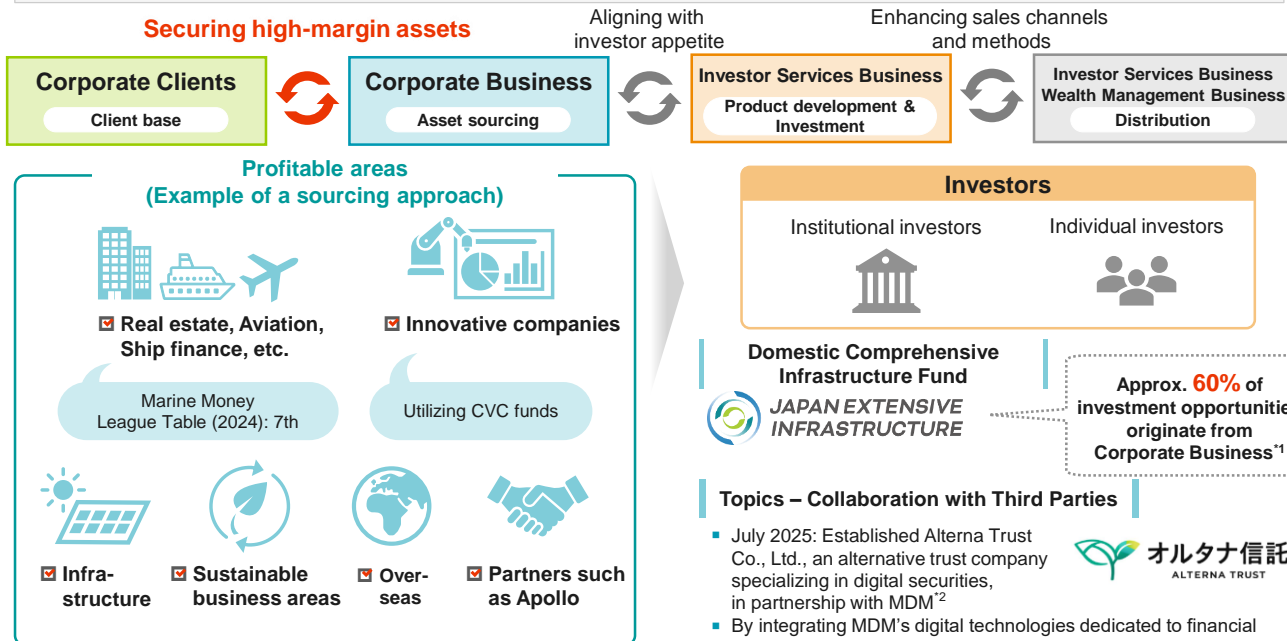 Securing high-margin assets
Aligning with
investor appetite
Enhancing sales channels
and methods
Corporate Clients
Client base
Corporate Business
Asset sourcing
Investor Services Business
Product development &
Investment
Investor Services Business
Wealth Management Business
Distribution
Profitable areas
(Example of a sourcing approach)
Real estate, Aviation,
Ship finance, etc.
Innovative companies
Marine Money
League Table (2024): 7th
Utilizing CVC funds
Infra-
structure
Sustainable
business areas
Over-
seas
Partners such
as Apollo
Investors
Institutional investors
Individual investors
Domestic Comprehensive
Infrastructure Fund
JAPAN EXTENSIVE
INFRASTRUCTURE
Approx. 60% of
investment opportunitie
originate from
Corporate Business*1
Topics – Collaboration with Third Parties
July 2025: Established Alterna Trust
Co., Ltd., an alternative trust company
specializing in digital securities,
in partnership with MDM*2
オルタナ信託
ALTERNA TRUST
By integrating MDM's digital technologies dedicated to financial